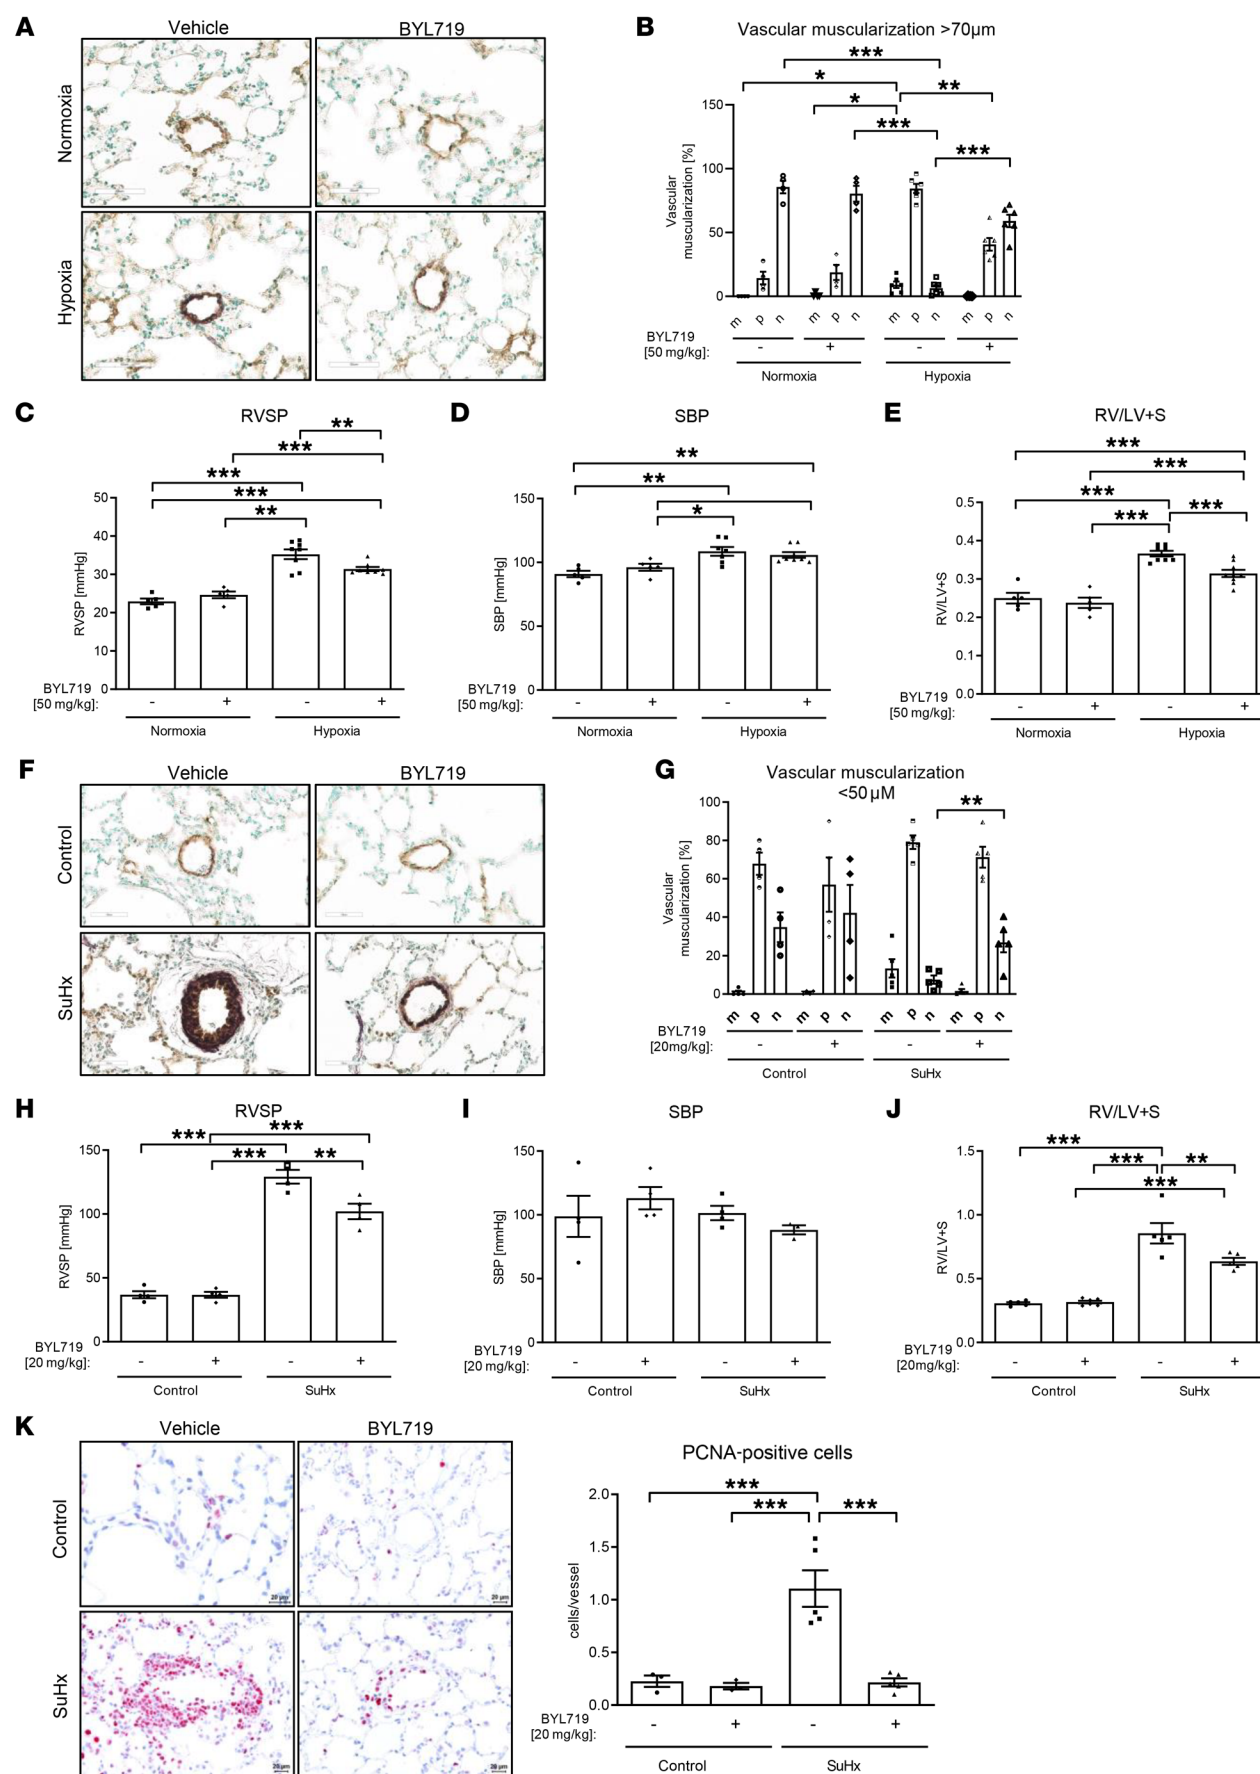 A
Vehicle
BYL719
Normoxia
Hypoxia
B
Vascular muscularization >70µm
***
*
**
*
***
***
Vascular
muscularization [%]
150
100
50
0
m p n m p n m p n m p n
BYL719
[50 mg/kg]:
- + - +
Normoxia Hypoxia
C
RVSP
**
***
***
***
**
RVSP [mmHg]
50
40
30
20
10
0
BYL719
[50 mg/kg]:
- + - +
Normoxia Hypoxia
D
SBP
**
**
*
SBP [mmHg]
150
100
50
0
BYL719
[50 mg/kg]:
- + - +
Normoxia Hypoxia
E
RV/LV+S
***
***
***
***
***
RV/LV+S
0.5
0.4
0.3
0.2
0.1
0.0
BYL719
[50 mg/kg]:
- + - +
Normoxia Hypoxia
F
Vehicle
BYL719
Control
SuHx
G
Vascular muscularization
<50µM
**
Vascular
muscularization [%]
100
80
60
40
20
0
m p n m p n m p n m p n
BYL719
[20mg/kg]:
- + - +
Control SuHx
H
RVSP
***
***
***
**
RVSP [mmHg]
150
100
50
0
BYL719
[20 mg/kg]:
- + - +
Control SuHx
I
SBP
SBP [mmHg]
150
100
50
0
BYL719
[20 mg/kg]:
- + - +
Control SuHx
J
RV/LV+S
***
***
**
***
RV/LV+S
1.5
1.0
0.5
0.0
BYL719
[20mg/kg]:
- + - +
Control SuHx
K
Vehicle
BYL719
Control
SuHx
20 µm
20 µm
20 µm
20 µm
PCNA-positive cells
***
***
***
cells/vessel
2.0
1.5
1.0
0.5
0.0
BYL719
[20 mg/kg]:
- + - +
Control SuHx